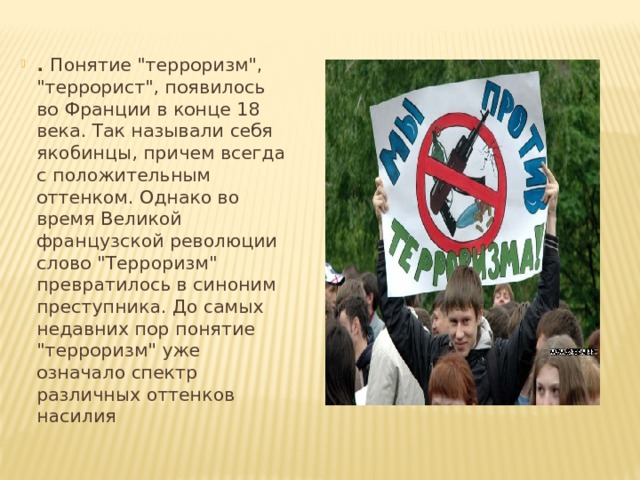 . Понятие "терроризм",
"террорист", появилось
во Франции в конце 18
века. Так называли себя
якобинцы, причем всегда
с положительным
оттенком. Однако во
время Великой
французской революции
слово "Терроризм"
превратилось в синоним
преступника. До самых
недавних пор понятие
"терроризм" уже
означало спектр
различных оттенков
насилия
МЫ ПРОТИВ
ТЕРРОРИЗМА!